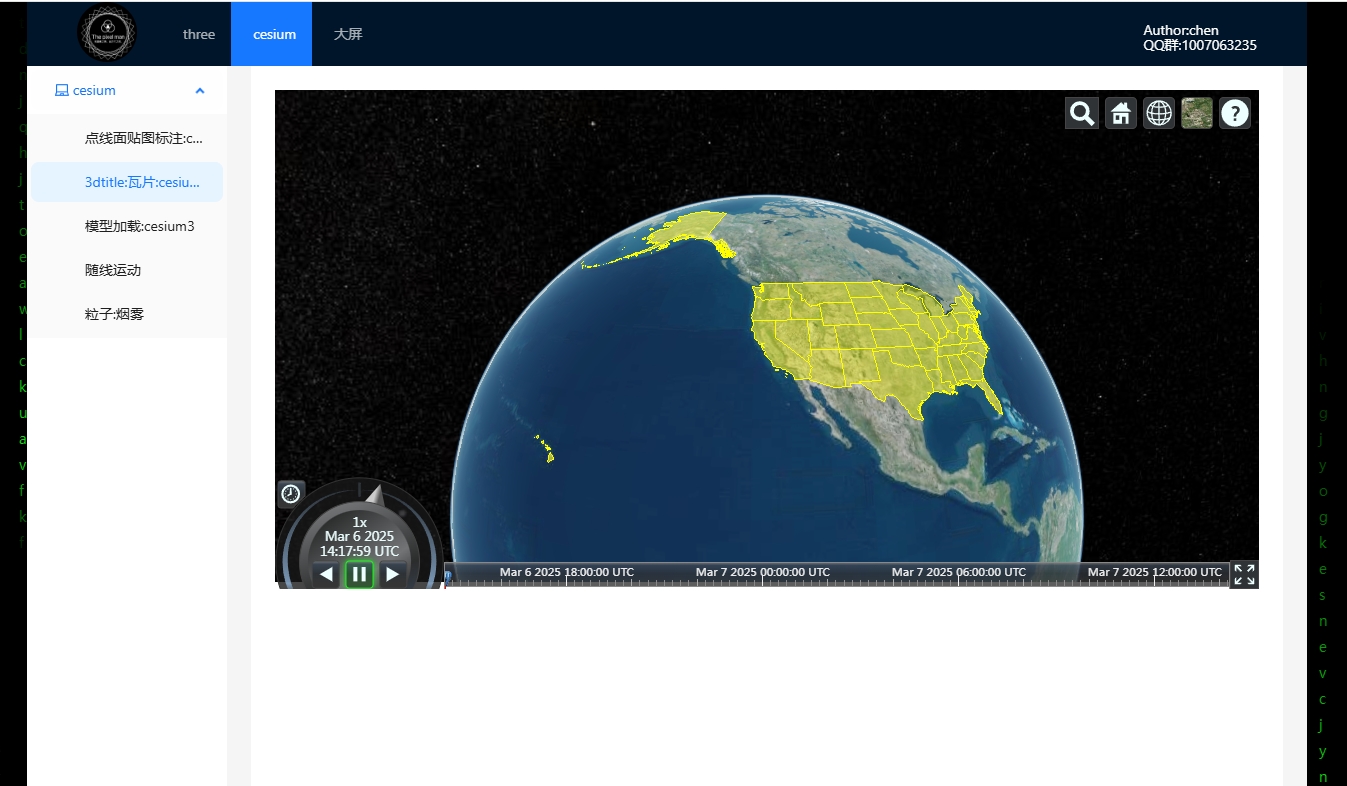 The pixel man
three
cesium
大屏
Author:chen
QQ群:1007063235
cesium
点线面贴图标注:c...
3dtitle:瓦片:cesiu...
模型加载:cesium3
随线运动
粒子:烟雾
?
1x
Mar 6 2025
14:17:59 UTC
Mar 6 2025 18:00:00 UTC
Mar 7 2025 00:00:00 UTC
Mar 7 2025 06:00:00 UTC
Mar 7 2025 12:00:00 UTC
n
j
q
h
j
t
o
e
a
w
l
c
k
u
a
v
f
k
f
v
h
n
g
j
y
o
g
k
e
s
n
e
v
c
j
y
n